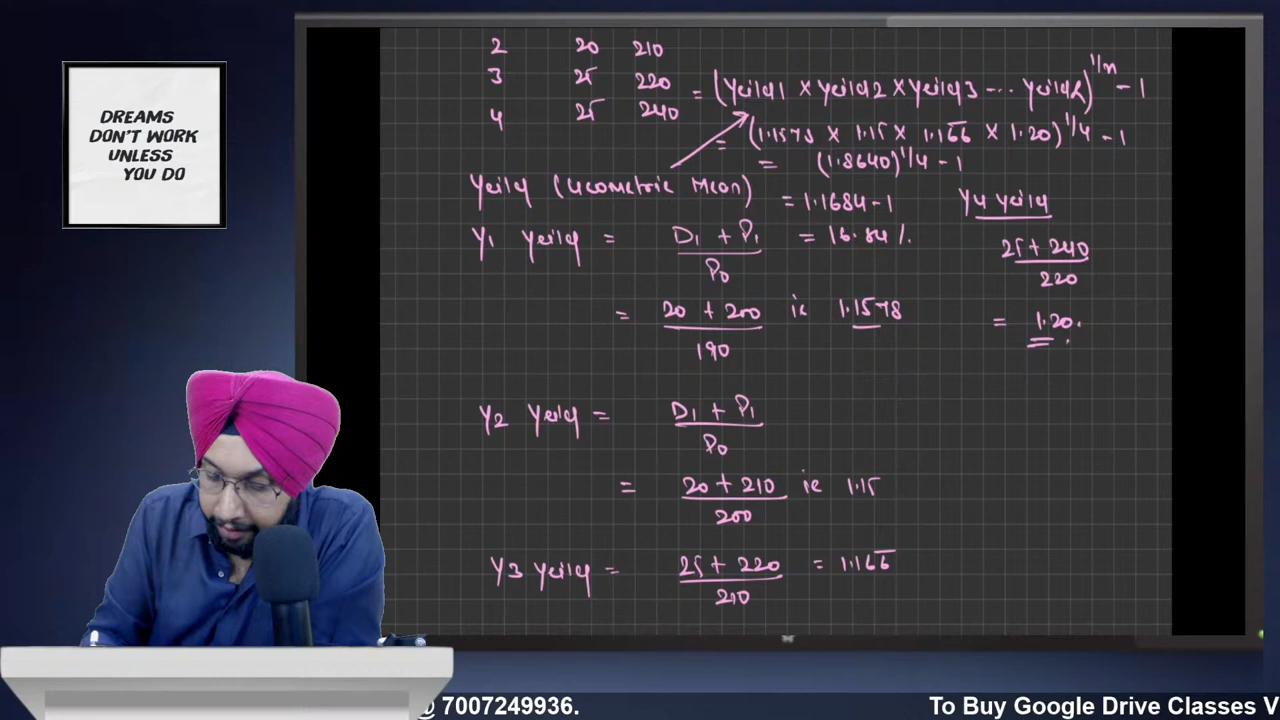 DREAMS
DON'T WORK
UNLESS
YOU DO
2 20 210
3 25 220
4 25 240
= (Yeild1 × Yeild2 × Yeild3 --- Yeild n)^1/n - 1
= (1.1578 × 1.15 × 1.166̅ × 1.20)^1/4 - 1
= (1.8640)^1/4 - 1
Yeild (Geometric Mean)
= 1.1684 - 1
= 16.84 %.
Y1 Yeild = D1 + P1 / P0
= 20 + 200 / 190 ie 1.1578
Y4 Yeild
25 + 240 / 220
= 1.20.
Y2 Yeild = D1 + P1 / P0
= 20 + 210 / 200 ie 1.15
Y3 Yeild = 25 + 220 / 210 = 1.166̅
@ 7007249936.
To Buy Google Drive Classes V